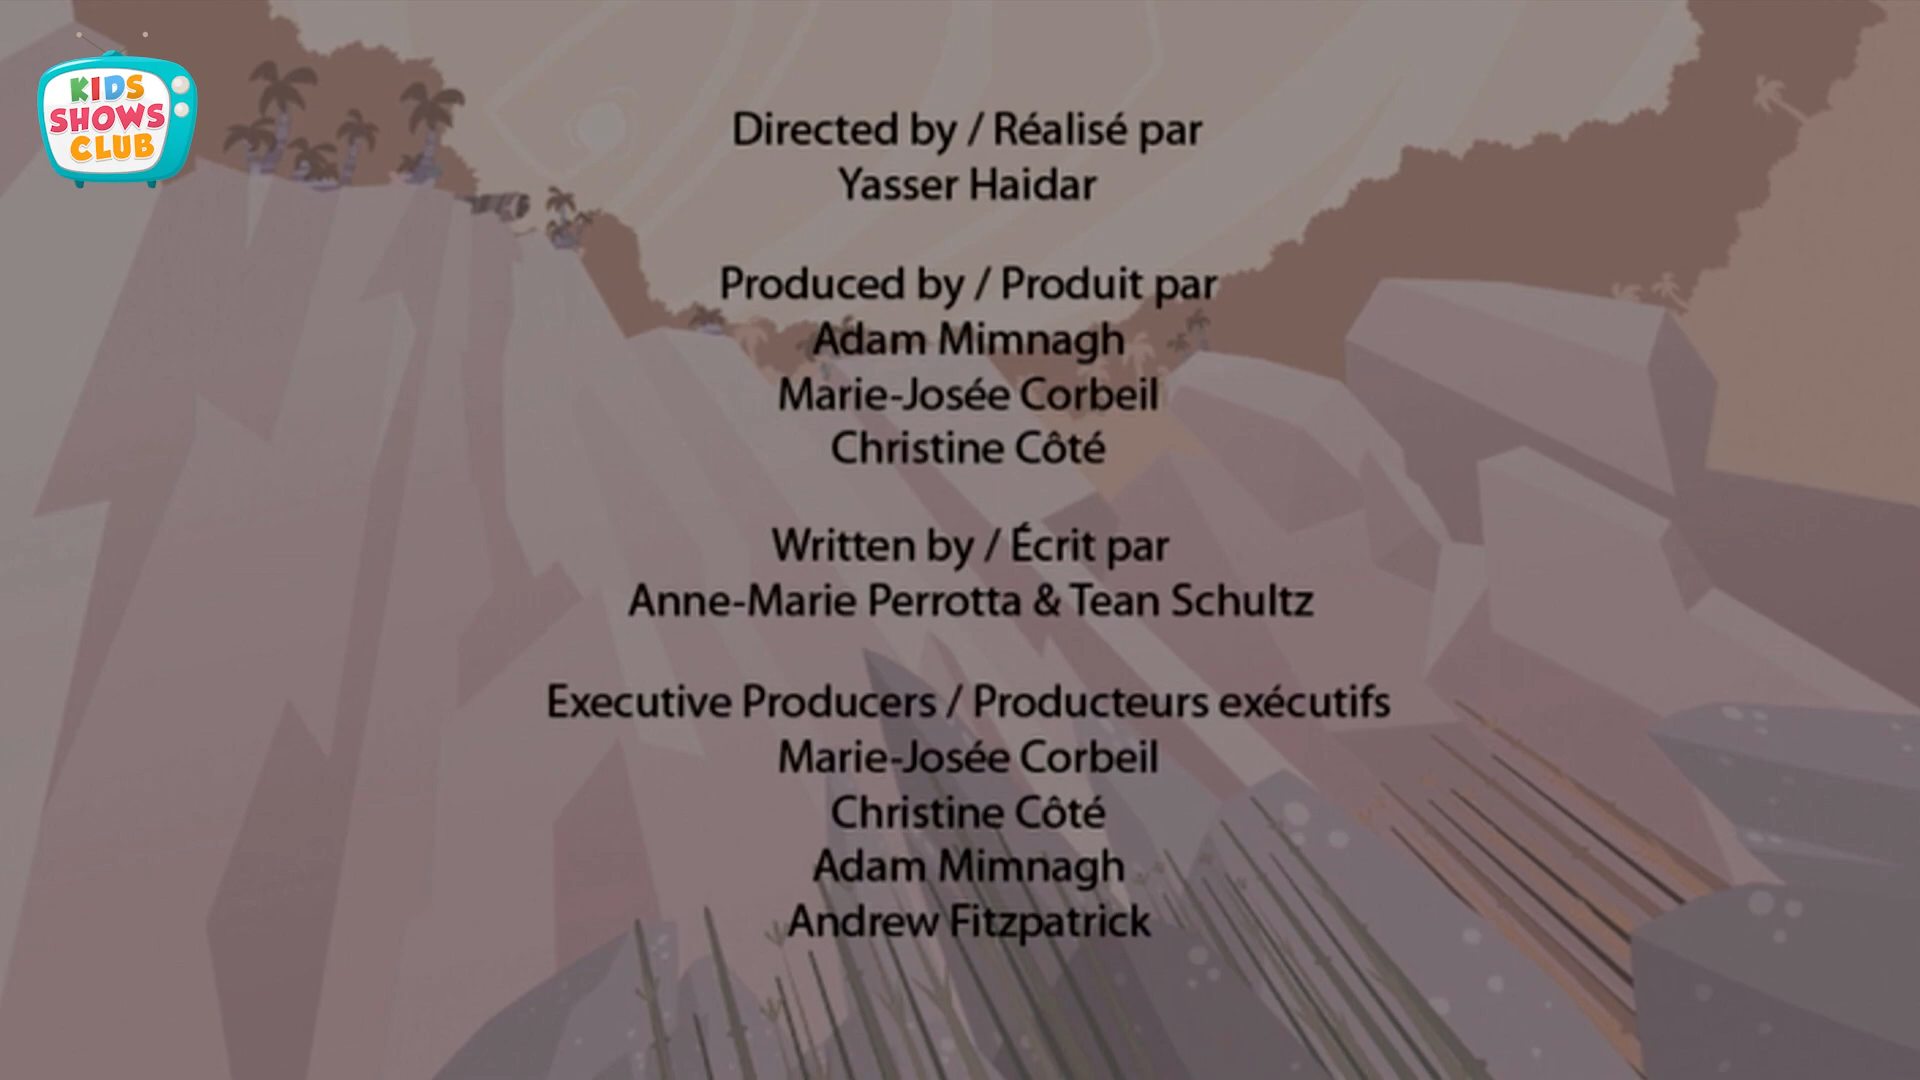 KIDS
SHOWS
CLUB
Directed by / Réalisé par
Yasser Haidar
Produced by / Produit par
Adam Mimnagh
Marie-Josée Corbeil
Christine Côté
Written by / Écrit par
Anne-Marie Perrotta & Tean Schultz
Executive Producers / Producteurs exécutifs
Marie-Josée Corbeil
Christine Côté
Adam Mimnagh
Andrew Fitzpatrick